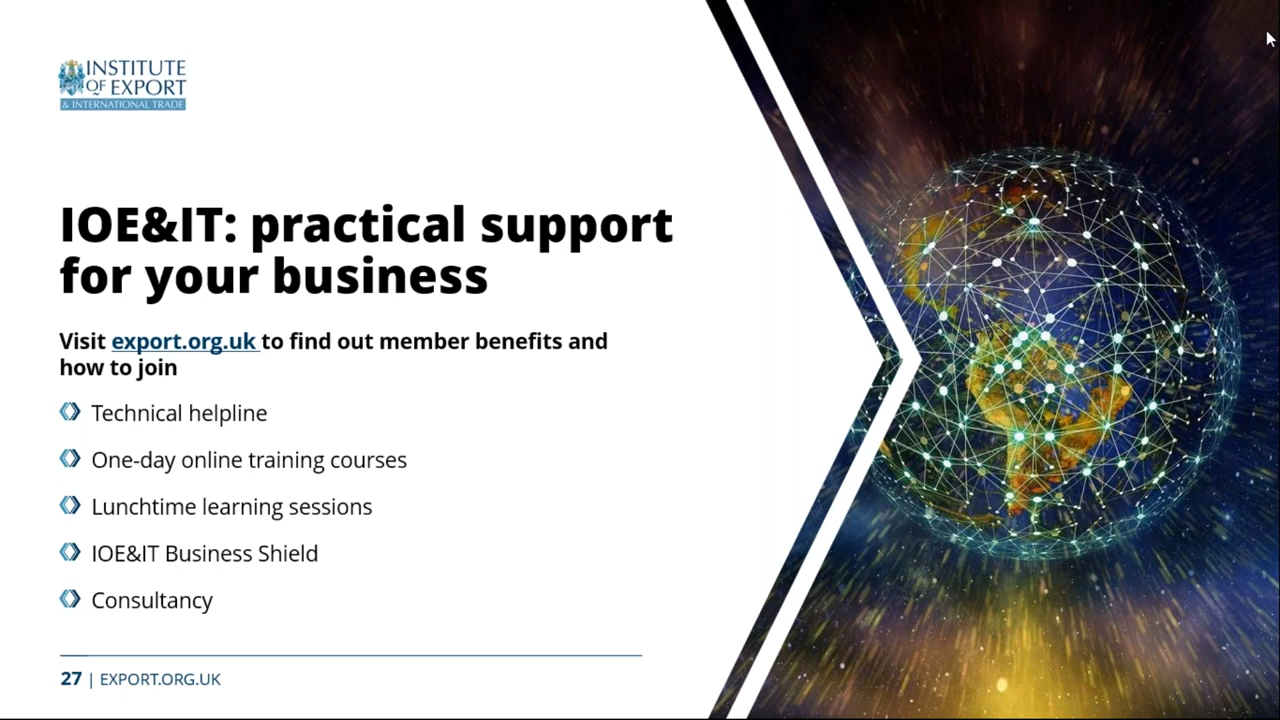 INSTITUTE
OF EXPORT
& INTERNATIONAL TRADE
IOE&IT: practical support
for your business
Visit export.org.uk to find out member benefits and
how to join
Technical helpline
One-day online training courses
Lunchtime learning sessions
IOE&IT Business Shield
Consultancy
27 | EXPORT.ORG.UK